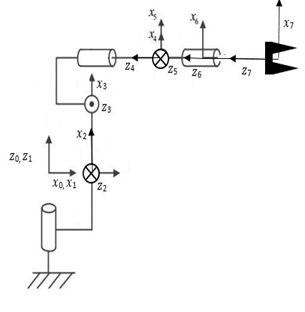 x₇
x₅
x₆
x₄
z₄
z₅
z₆
z₇
x₃
z₃
x₂
z₀,z₁
x₀,x₁
z₂